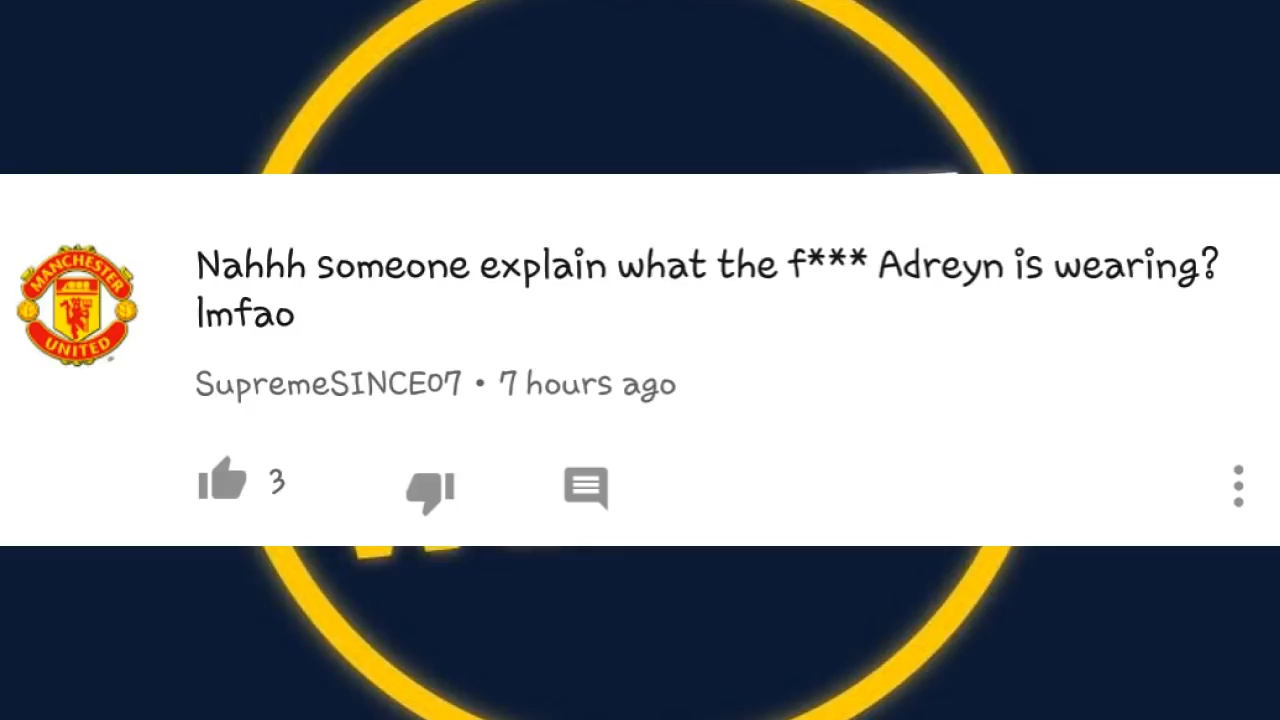 MANCHESTER
UNITED
Nahhh someone explain what the f*** Adreyn is wearing?
lmfao
SupremeSINCE07 • 7 hours ago
3